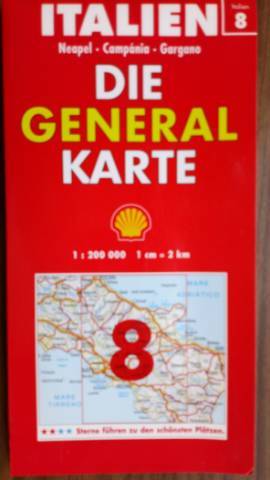 ITALIEN
Italien
8
Neapel · Campánia · Gargano
DIE
GENERAL
KARTE
1 : 200 000 1 cm = 2 km
MARE
ADRIATICO
8
MARE
TIRRENO
Sterne führen zu den schönsten Plätzen.